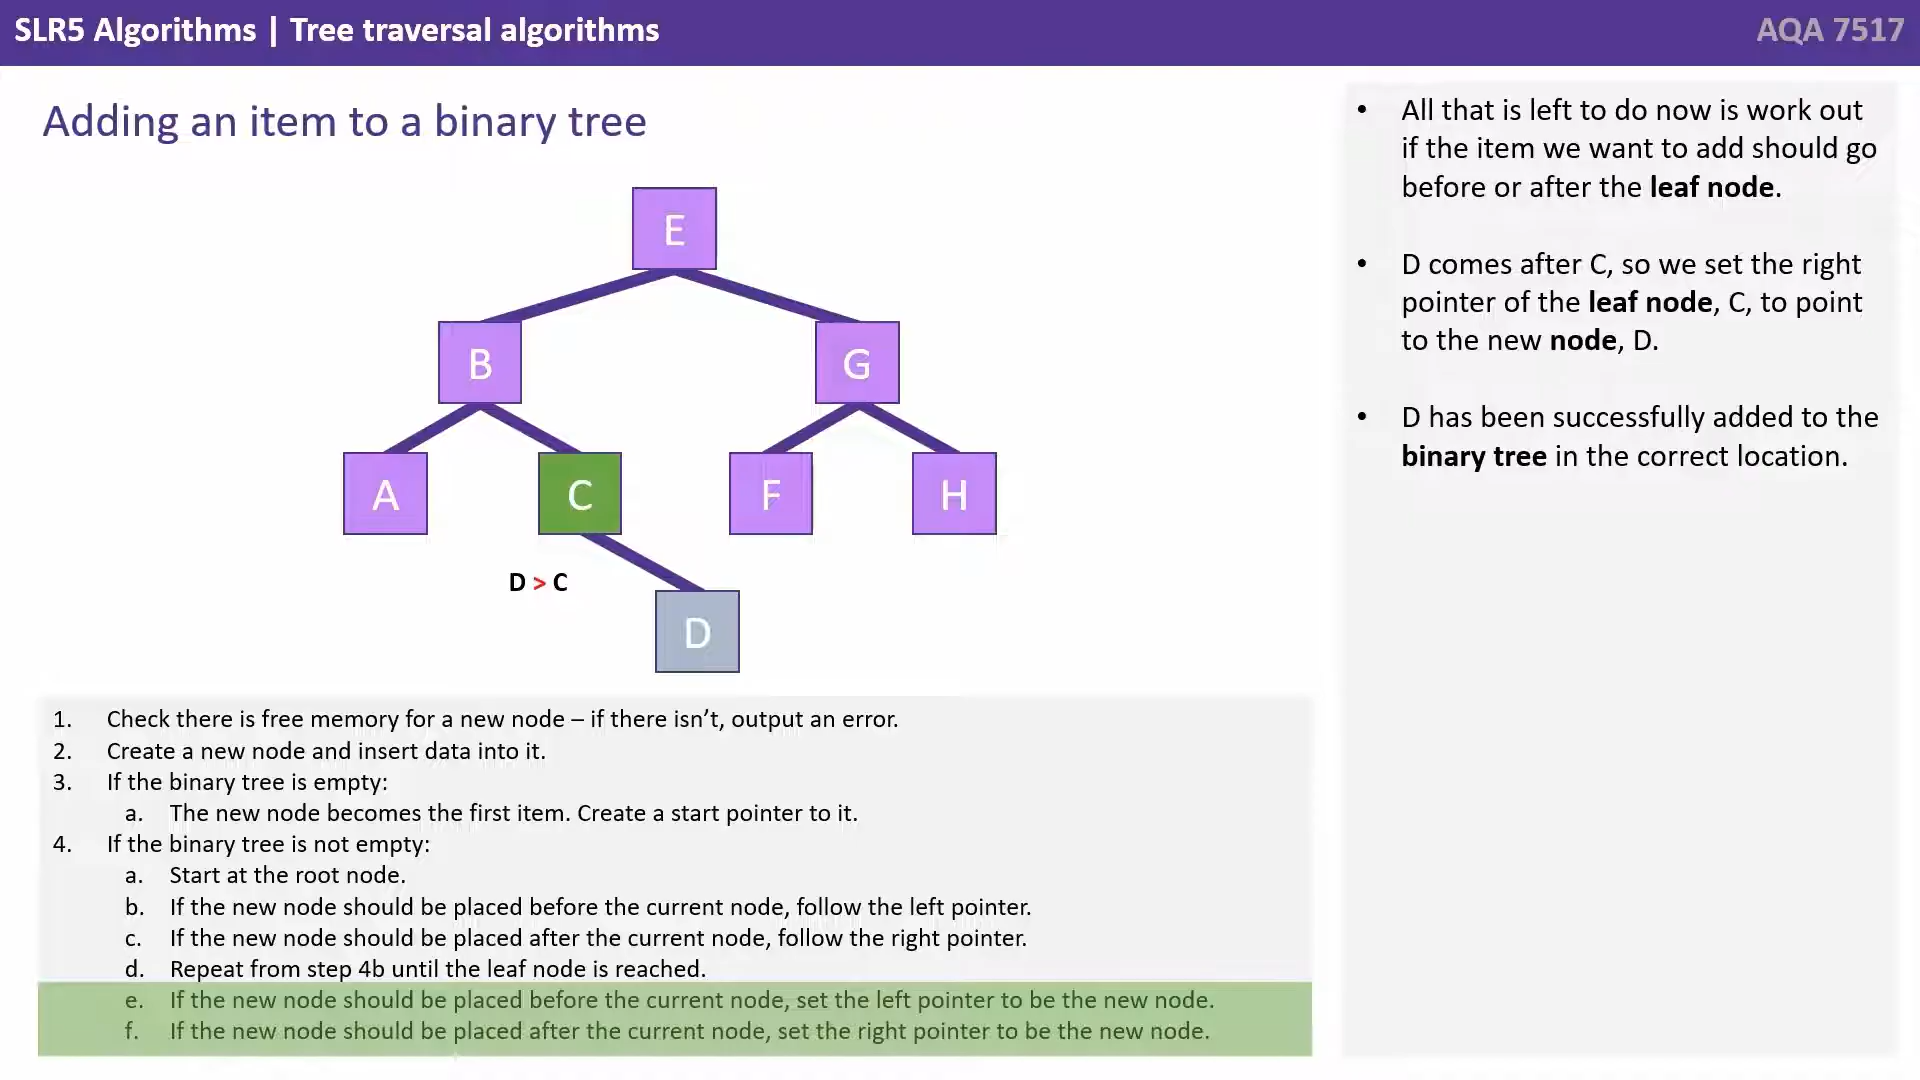 SLR5 Algorithms | Tree traversal algorithms
AQA 7517
Adding an item to a binary tree
E
B
G
A
C
F
H
D > C
D
• All that is left to do now is work out
if the item we want to add should go
before or after the leaf node.
• D comes after C, so we set the right
pointer of the leaf node, C, to point
to the new node, D.
• D has been successfully added to the
binary tree in the correct location.
1. Check there is free memory for a new node – if there isn’t, output an error.
2. Create a new node and insert data into it.
3. If the binary tree is empty:
a. The new node becomes the first item. Create a start pointer to it.
4. If the binary tree is not empty:
a. Start at the root node.
b. If the new node should be placed before the current node, follow the left pointer.
c. If the new node should be placed after the current node, follow the right pointer.
d. Repeat from step 4b until the leaf node is reached.
e. If the new node should be placed before the current node, set the left pointer to be the new node.
f. If the new node should be placed after the current node, set the right pointer to be the new node.